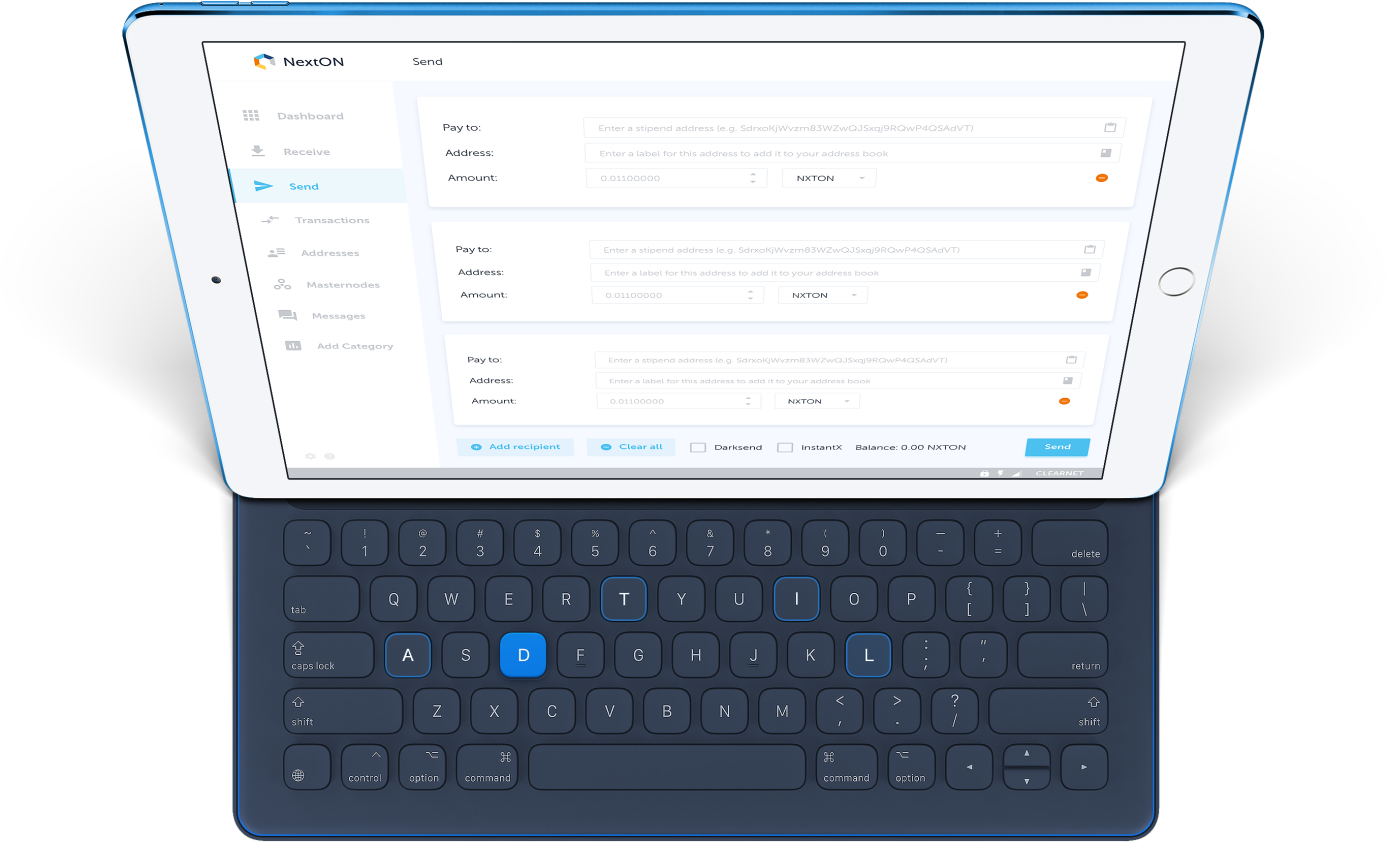 NextON
Send
Dashboard
Receive
Send
Transactions
Addresses
Masternodes
Messages
Add Category
Pay to: Enter a stipend address (e.g. SdrxoKjWvzm83WZwQJSxqj9RQwP4QSAdVT)
Address: Enter a label for this address to add it to your address book
Amount: 0.01100000 NXTON
Pay to: Enter a stipend address (e.g. SdrxoKjWvzm83WZwQJSxqj9RQwP4QSAdVT)
Address: Enter a label for this address to add it to your address book
Amount: 0.01100000 NXTON
Pay to: Enter a stipend address (e.g. SdrxoKjWvzm83WZwQJSxqj9RQwP4QSAdVT)
Address: Enter a label for this address to add it to your address book
Amount: 0.01100000 NXTON
Add recipient Clear all Darksend InstantX Balance: 0.00 NXTON Send
CLEARNET
~ ! @ # $ % ^ & * ( ) — +
` 1 2 3 4 5 6 7 8 9 0 - = delete
tab Q W E R T Y U I O P { [ } ] | \
caps lock A S D F G H J K L : ; " ' return
shift Z X C V B N M < , > . ? / shift
control option command command option